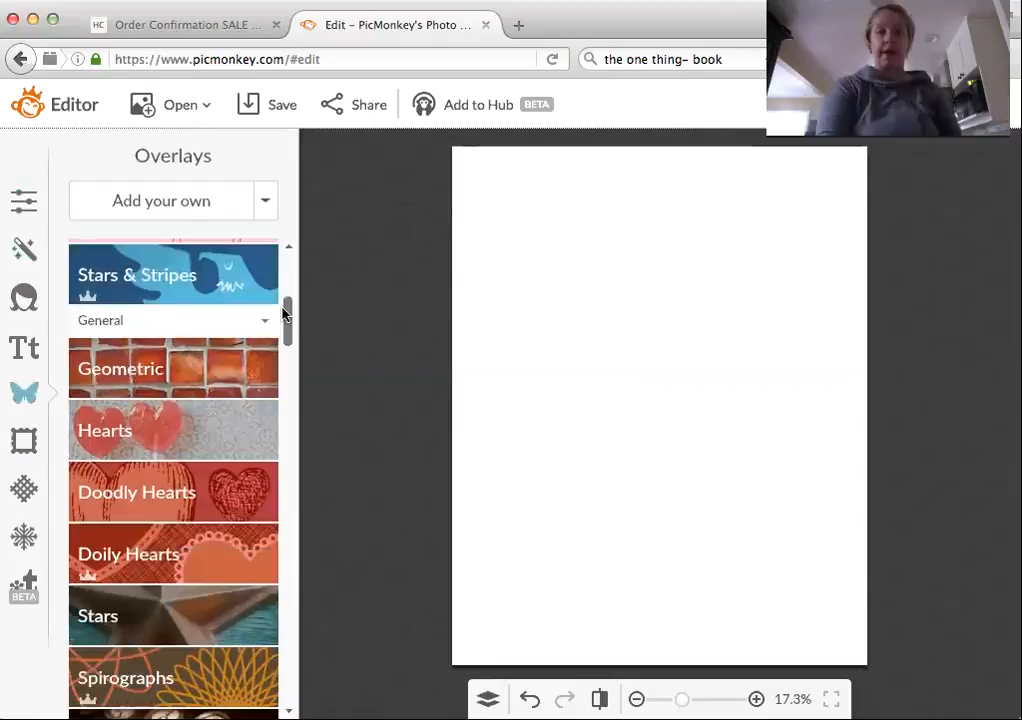 HC Order Confirmation SALE ...
Edit – PicMonkey's Photo ...
https://www.picmonkey.com/#edit
the one thing– book
Editor
Open
Save
Share
Add to Hub BETA
Overlays
Add your own
Stars & Stripes
General
Geometric
Hearts
Doodly Hearts
Doily Hearts
Stars
Spirographs
Tt
BETA
17.3%